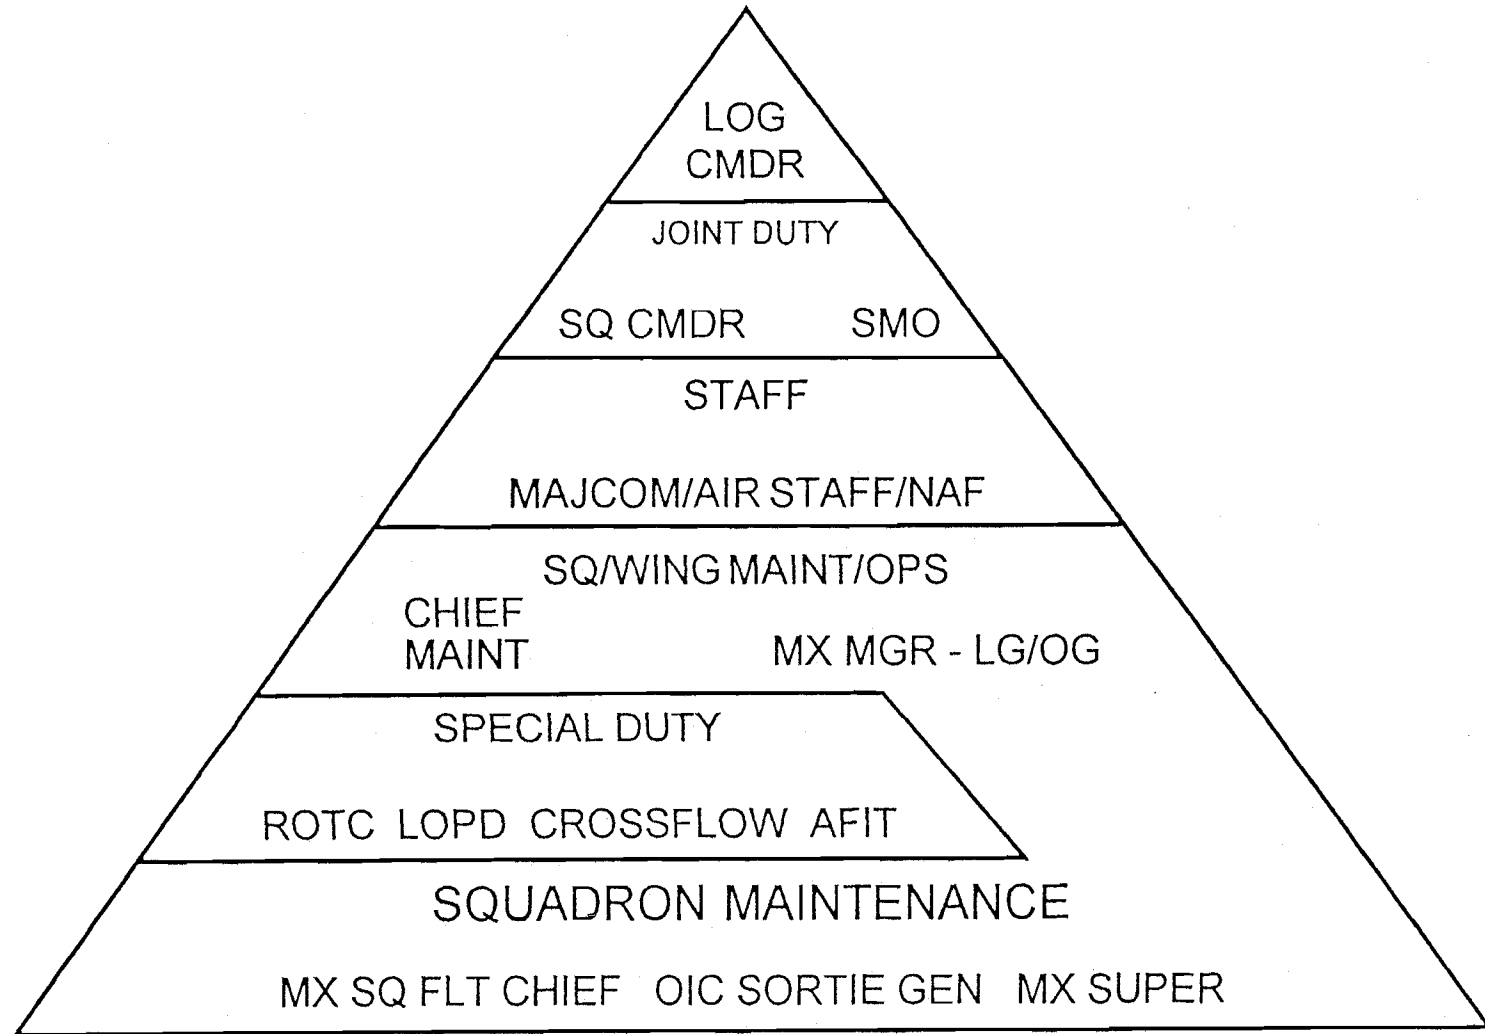 LOG
CMDR
JOINT DUTY
SQ CMDR SMO
STAFF
MAJCOM/AIR STAFF/NAF
SQ/WING MAINT/OPS
CHIEF
MAINT
MX MGR - LG/OG
SPECIAL DUTY
ROTC LOPD CROSSFLOW AFIT
SQUADRON MAINTENANCE
MX SQ FLT CHIEF OIC SORTIE GEN MX SUPER